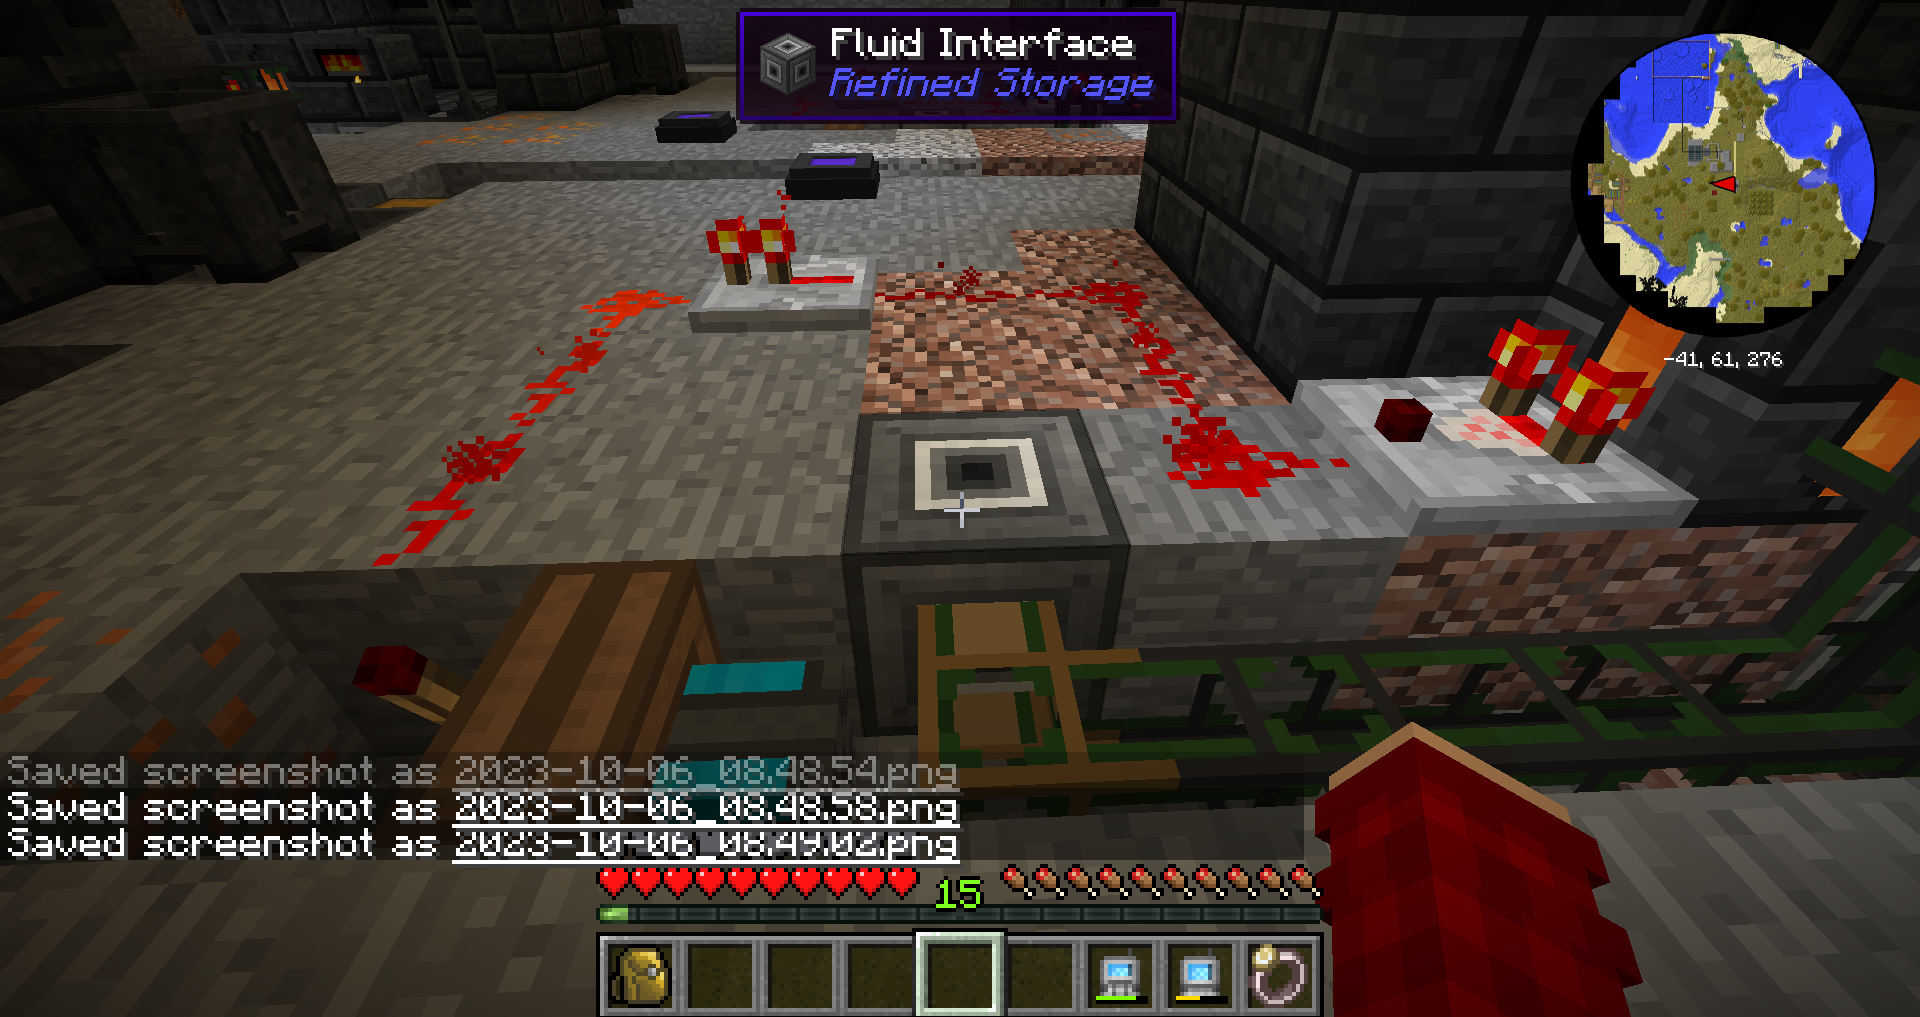 Fluid Interface
Refined Storage
-41, 61, 276
Saved screenshot as 2023-10-06_08.48.54.png
Saved screenshot as 2023-10-06_08.48.58.png
Saved screenshot as 2023-10-06_08.49.02.png
15